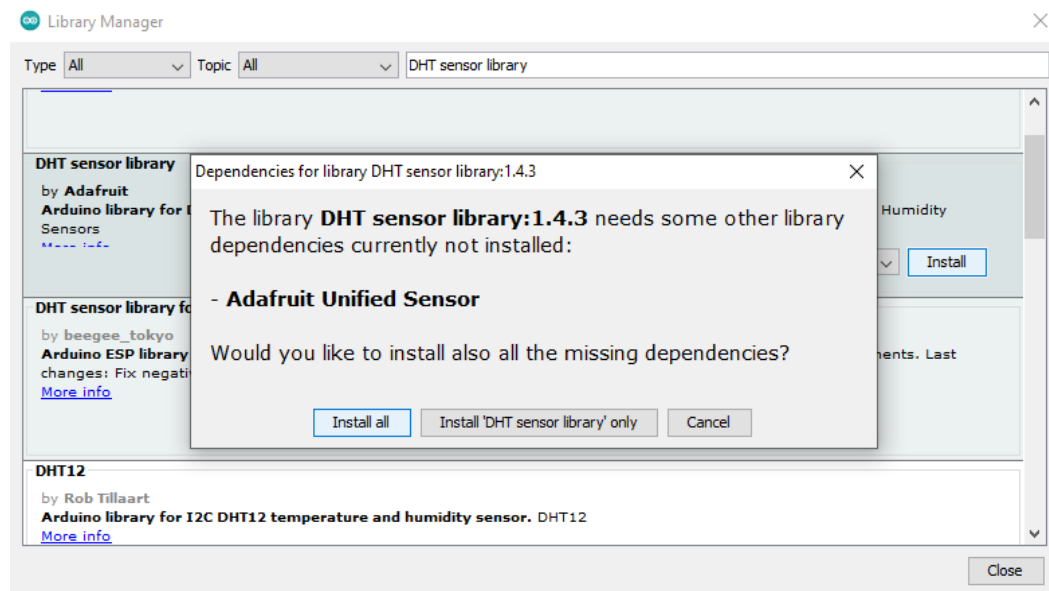 Library Manager
Type All Topic All DHT sensor library
DHT sensor library
by Adafruit
Arduino library for
Humidity
Sensors
More info
Install
Dependencies for library DHT sensor library:1.4.3
The library DHT sensor library:1.4.3 needs some other library
dependencies currently not installed:
- Adafruit Unified Sensor
Would you like to install also all the missing dependencies?
Install all Install 'DHT sensor library' only Cancel
DHT sensor library
by beegee_tokyo
Arduino ESP library
Last
changes: Fix
More info
DHT12
by Rob Tillaart
Arduino library for I2C DHT12 temperature and humidity sensor. DHT12
More info
Close